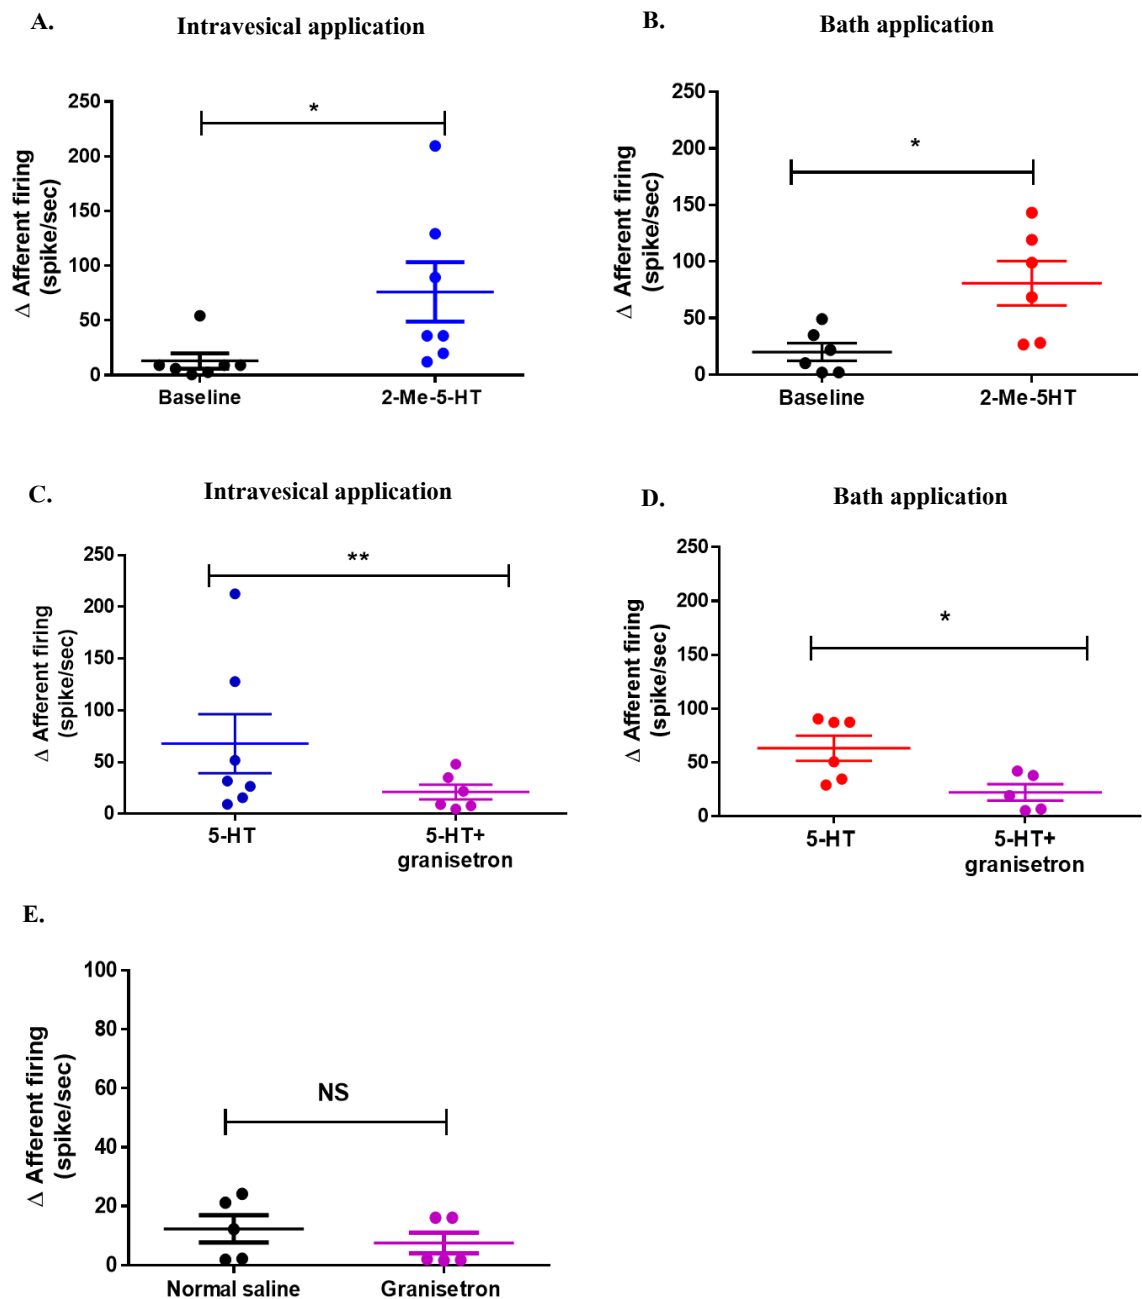 A.
Intravesical application
250
200
150
100
50
0
Δ Afferent firing
(spike/sec)
*
Baseline
2-Me-5-HT
B.
Bath application
250
200
150
100
50
0
Δ Afferent firing
(spike/sec)
*
Baseline
2-Me-5HT
C.
Intravesical application
250
200
150
100
50
0
Δ Afferent firing
(spike/sec)
**
5-HT
5-HT+
granisetron
D.
Bath application
250
200
150
100
50
0
Δ Afferent firing
(spike/sec)
*
5-HT
5-HT+
granisetron
E.
100
80
60
40
20
0
Δ Afferent firing
(spike/sec)
NS
Normal saline
Granisetron